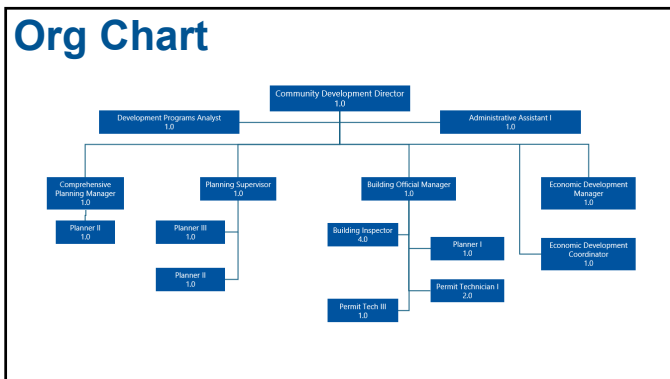 Org Chart
Community Development Director
1.0
Development Programs Analyst
1.0
Administrative Assistant I
1.0
Comprehensive
Planning Manager
1.0
Planning Supervisor
1.0
Building Official Manager
1.0
Economic Development
Manager
1.0
Planner II
1.0
Planner III
1.0
Building Inspector
4.0
Planner I
1.0
Economic Development
Coordinator
1.0
Planner II
1.0
Permit Technician I
2.0
Permit Tech III
1.0